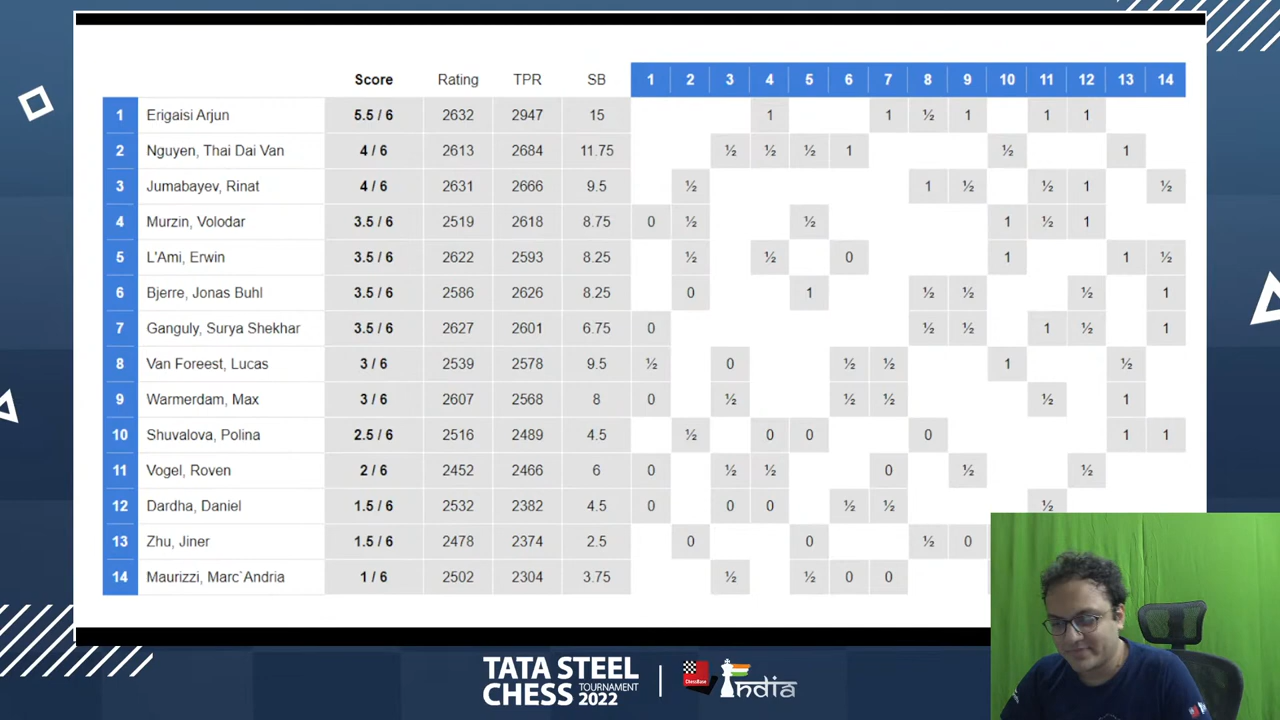 Score Rating TPR SB 1 2 3 4 5 6 7 8 9 10 11 12 13 14
1 Erigaisi Arjun 5.5 / 6 2632 2947 15 1 1 ½ 1 1 1
2 Nguyen, Thai Dai Van 4 / 6 2613 2684 11.75 ½ ½ ½ 1 ½ 1
3 Jumabayev, Rinat 4 / 6 2631 2666 9.5 ½ 1 ½ ½ 1 ½
4 Murzin, Volodar 3.5 / 6 2519 2618 8.75 0 ½ ½ 1 ½ 1
5 L'Ami, Erwin 3.5 / 6 2622 2593 8.25 ½ ½ 0 1 1 ½
6 Bjerre, Jonas Buhl 3.5 / 6 2586 2626 8.25 0 1 ½ ½ ½ 1
7 Ganguly, Surya Shekhar 3.5 / 6 2627 2601 6.75 0 ½ ½ 1 ½ 1
8 Van Foreest, Lucas 3 / 6 2539 2578 9.5 ½ 0 ½ ½ 1 ½
9 Warmerdam, Max 3 / 6 2607 2568 8 0 ½ ½ ½ ½ 1
10 Shuvalova, Polina 2.5 / 6 2516 2489 4.5 ½ 0 0 0 1 1
11 Vogel, Roven 2 / 6 2452 2466 6 0 ½ ½ 0 ½ ½
12 Dardha, Daniel 1.5 / 6 2532 2382 4.5 0 0 0 ½ ½ ½
13 Zhu, Jiner 1.5 / 6 2478 2374 2.5 0 0 ½ 0
14 Maurizzi, Marc`Andria 1 / 6 2502 2304 3.75 ½ ½ 0 0
TATA STEEL
CHESS TOURNAMENT 2022
ChessBase India